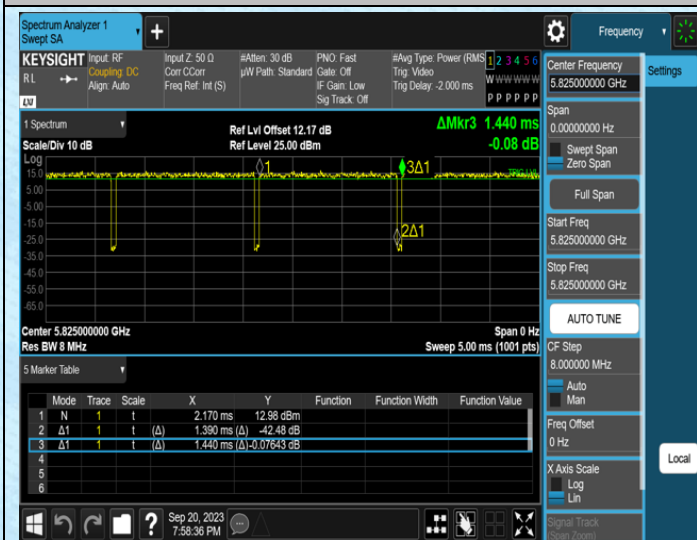 Spectrum Analyzer 1
Swept SA
+
Frequency
KEYSIGHT Input: RF Input Z: 50 Ω #Atten: 30 dB PNO: Fast #Avg Type: Power (RMS 1 2 3 4 5 6
RL Coupling: DC Corr CCorr µW Path: Standard Gate: Off Trig: Video W W W W W W
Align: Auto Freq Ref: Int (S) IF Gain: Low Trig Delay: -2.000 ms
LXI Sig Track: Off P P P P P P
1 Spectrum
Scale/Div 10 dB
Ref Lvl Offset 12.17 dB
Ref Level 25.00 dBm
ΔMkr3 1.440 ms
-0.08 dB
Log
15.0
5.00
-5.00
-15.0
-25.0
-35.0
-45.0
-55.0
-65.0
1
3Δ1
2Δ1
TRIG LVL
Center 5.825000000 GHz Span 0 Hz
Res BW 8 MHz Sweep 5.00 ms (1001 pts)
5 Marker Table
Mode Trace Scale X Y Function Function Width Function Value
1 N 1 t 2.170 ms 12.98 dBm
2 Δ1 1 t (Δ) 1.390 ms (Δ) -42.48 dB
3 Δ1 1 t (Δ) 1.440 ms (Δ) -0.07643 dB
4
5
6
?
Sep 20, 2023
7:58:36 PM
Center Frequency
5.825000000 GHz
Span
0.00000000 Hz
Swept Span
Zero Span
Full Span
Start Freq
5.825000000 GHz
Stop Freq
5.825000000 GHz
AUTO TUNE
CF Step
8.000000 MHz
Auto
Man
Freq Offset
0 Hz
X Axis Scale
Log
Lin
Signal Track
(Span Zoom)
Settings
Local